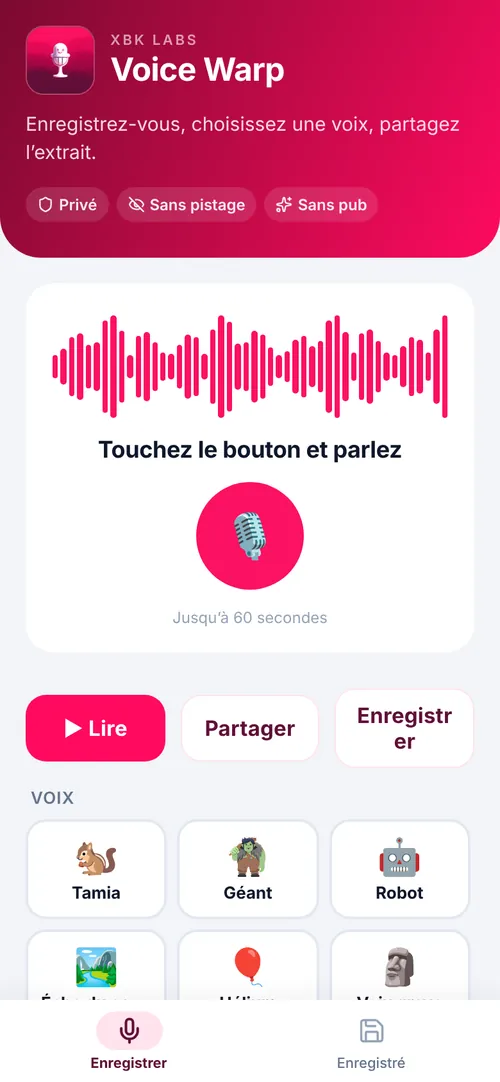 XBK LABS
Voice Warp
Enregistrez-vous, choisissez une voix, partagez
l’extrait.
Privé
Sans pistage
Sans pub
Touchez le bouton et parlez
Jusqu’à 60 secondes
Lire
Partager
Enregistr
er
VOIX
Tamia
Géant
Robot
Enregistrer
Enregistré